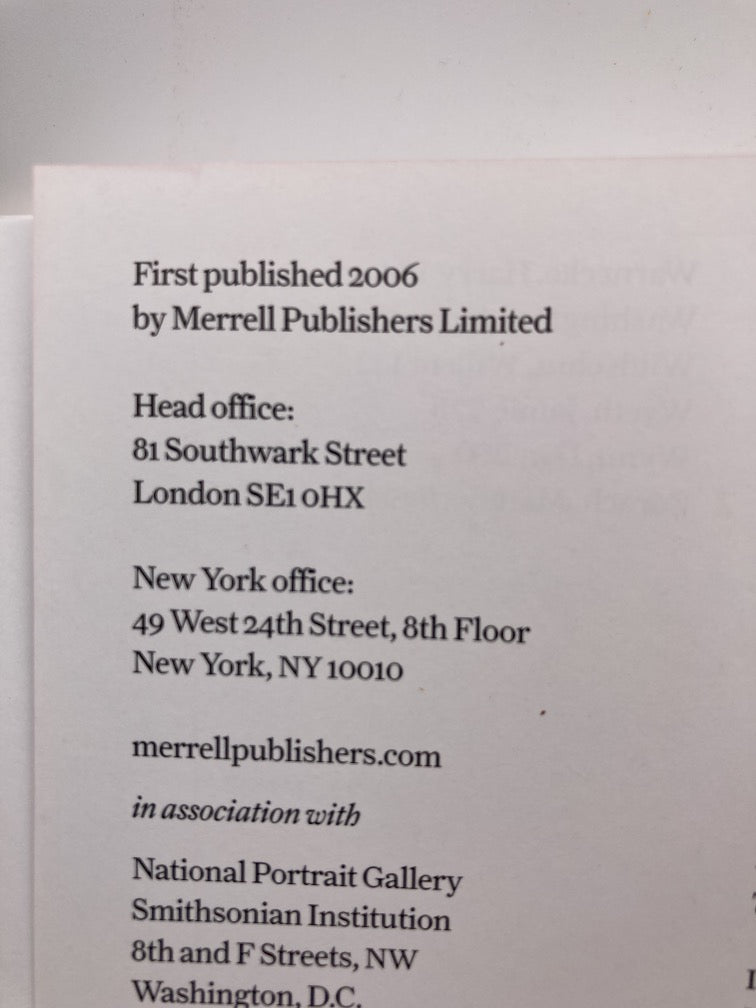 First published 2006
by Merrell Publishers Limited
Head office:
81 Southwark Street
London SE1 0HX
New York office:
49 West 24th Street, 8th Floor
New York, NY 10010
merrellpublishers.com
in association with
National Portrait Gallery
Smithsonian Institution
8th and F Streets, NW
Washington, D.C.